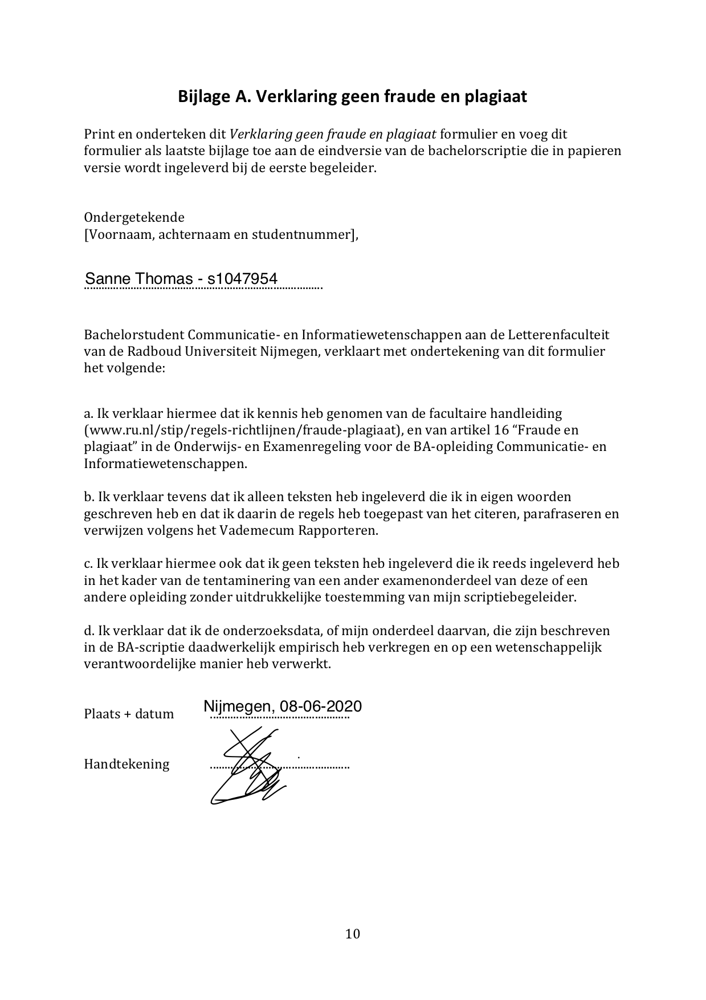 Bijlage A. Verklaring geen fraude en plagiaat
Print en onderteken dit Verklaring geen fraude en plagiaat formulier en voeg dit
formulier als laatste bijlage toe aan de eindversie van de bachelorscriptie die in papieren
versie wordt ingeleverd bij de eerste begeleider.
Ondergetekende
[Voornaam, achternaam en studentnummer],
Sanne Thomas - s1047954
Bachelorstudent Communicatie- en Informatiewetenschappen aan de Letterenfaculteit
van de Radboud Universiteit Nijmegen, verklaart met ondertekening van dit formulier
het volgende:
a. Ik verklaar hiermee dat ik kennis heb genomen van de facultaire handleiding
(www.ru.nl/stip/regels-richtlijnen/fraude-plagiaat), en van artikel 16 “Fraude en
plagiaat” in de Onderwijs- en Examenregeling voor de BA-opleiding Communicatie- en
Informatiewetenschappen.
b. Ik verklaar tevens dat ik alleen teksten heb ingeleverd die ik in eigen woorden
geschreven heb en dat ik daarin de regels heb toegepast van het citeren, parafraseren en
verwijzen volgens het Vademecum Rapporteren.
c. Ik verklaar hiermee ook dat ik geen teksten heb ingeleverd die ik reeds ingeleverd heb
in het kader van de tentaminering van een ander examenonderdeel van deze of een
andere opleiding zonder uitdrukkelijke toestemming van mijn scriptiebegeleider.
d. Ik verklaar dat ik de onderzoeksdata, of mijn onderdeel daarvan, die zijn beschreven
in de BA-scriptie daadwerkelijk empirisch heb verkregen en op een wetenschappelijk
verantwoordelijke manier heb verwerkt.
Plaats + datum Nijmegen, 08-06-2020
Handtekening
10